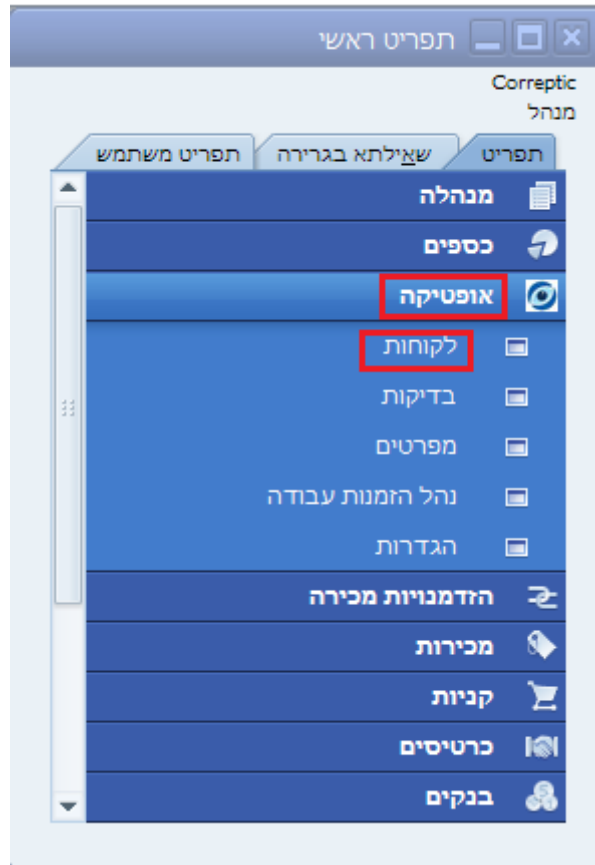 תפריט ראשי
Correptic
מנהל
תפריט שאילתא בגרירה תפריט משתמש
מנהלה
כספים
אופטיקה
לקוחות
בדיקות
מפרטים
נהל הזמנות עבודה
הגדרות
הזדמנויות מכירה
מכירות
קניות
כרטיסים
בנקים